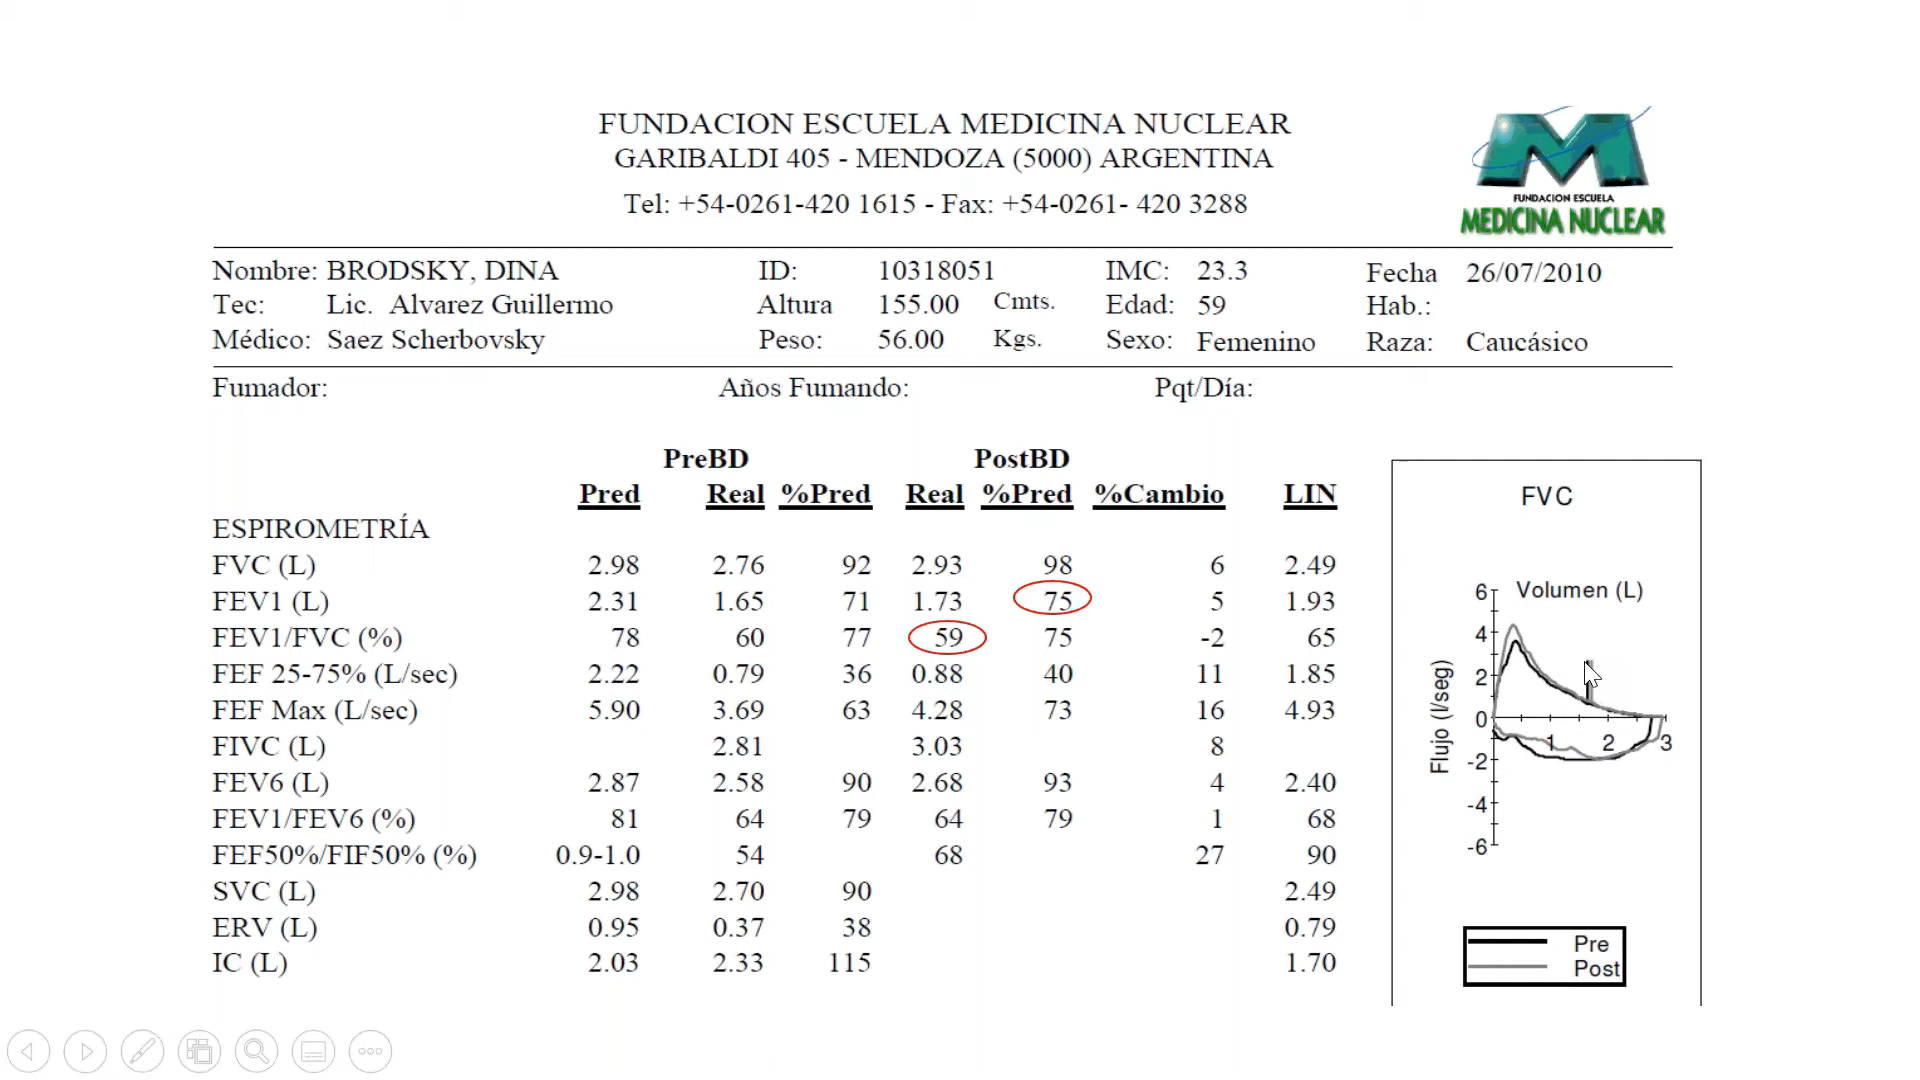 FUNDACION ESCUELA MEDICINA NUCLEAR
GARIBALDI 405 - MENDOZA (5000) ARGENTINA
Tel: +54-0261-420 1615 - Fax: +54-0261- 420 3288
FUNDACION ESCUELA
MEDICINA NUCLEAR
Nombre: BRODSKY, DINA ID: 10318051 IMC: 23.3 Fecha 26/07/2010
Tec: Lic. Alvarez Guillermo Altura 155.00 Cmts. Edad: 59 Hab.:
Médico: Saez Scherbovsky Peso: 56.00 Kgs. Sexo: Femenino Raza: Caucásico
Fumador: Años Fumando: Pqt/Día:
PreBD PostBD
Pred Real %Pred Real %Pred %Cambio LIN
ESPIROMETRÍA
FVC (L) 2.98 2.76 92 2.93 98 6 2.49
FEV1 (L) 2.31 1.65 71 1.73 75 5 1.93
FEV1/FVC (%) 78 60 77 59 75 -2 65
FEF 25-75% (L/sec) 2.22 0.79 36 0.88 40 11 1.85
FEF Max (L/sec) 5.90 3.69 63 4.28 73 16 4.93
FIVC (L) 2.81 3.03 8
FEV6 (L) 2.87 2.58 90 2.68 93 4 2.40
FEV1/FEV6 (%) 81 64 79 64 79 1 68
FEF50%/FIF50% (%) 0.9-1.0 54 68 27 90
SVC (L) 2.98 2.70 90 2.49
ERV (L) 0.95 0.37 38 0.79
IC (L) 2.03 2.33 115 1.70
FVC
Volumen (L)
Flujo (l/seg)
6
4
2
0
1 2 3
-2
-4
-6
Pre
Post